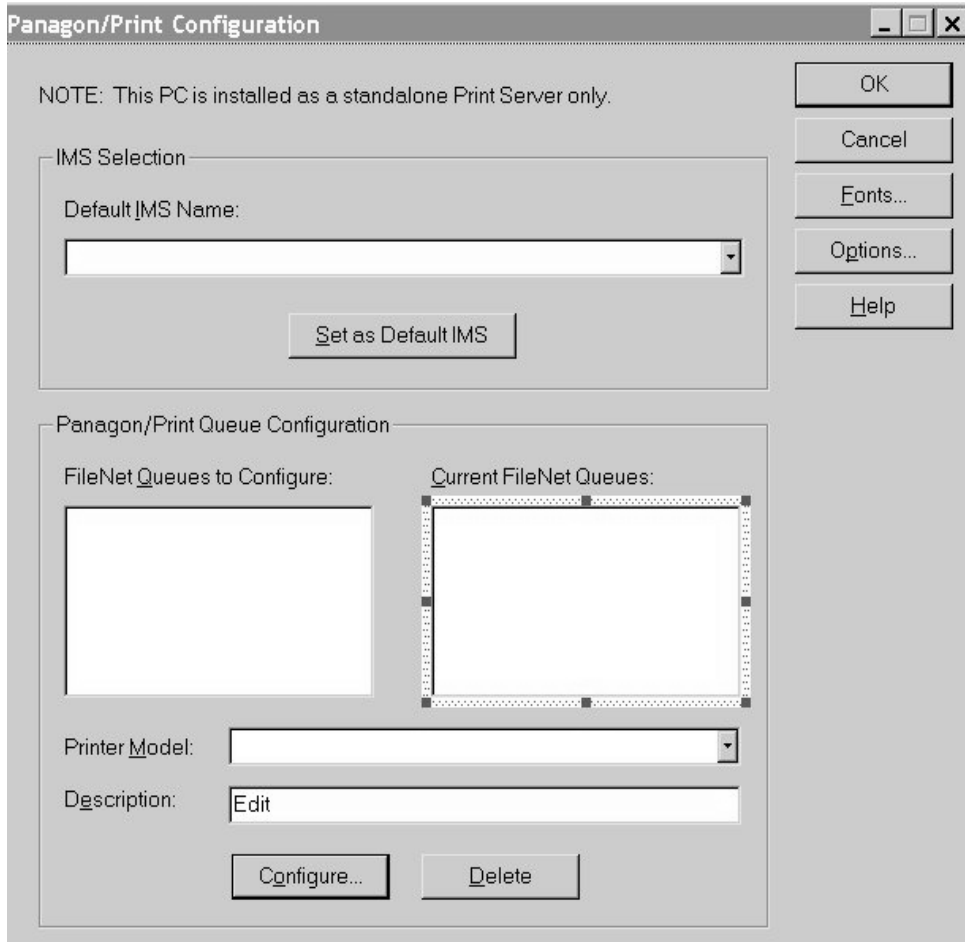 Panagon/Print Configuration
NOTE: This PC is installed as a standalone Print Server only.
OK
Cancel
Fonts...
Options...
Help
IMS Selection
Default IMS Name:
Set as Default IMS
Panagon/Print Queue Configuration
FileNet Queues to Configure:
Current FileNet Queues:
Printer Model:
Description:
Edit
Configure...
Delete